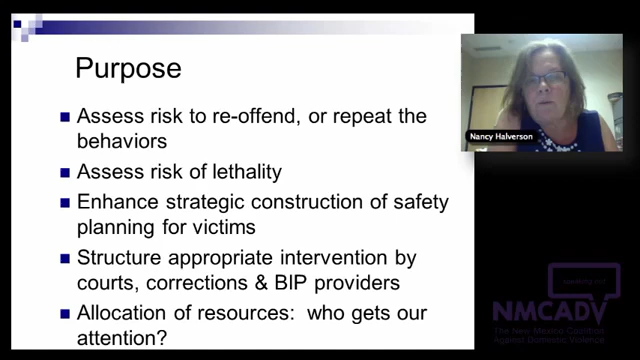 Purpose
Assess risk to re-offend, or repeat the
behaviors
Assess risk of lethality
Enhance strategic construction of safety
planning for victims
Structure appropriate intervention by
courts, corrections & BIP providers
Allocation of resources: who gets our
attention?
Nancy Halverson
NMCADV
The New Mexico Coalition
Against Domestic Violence